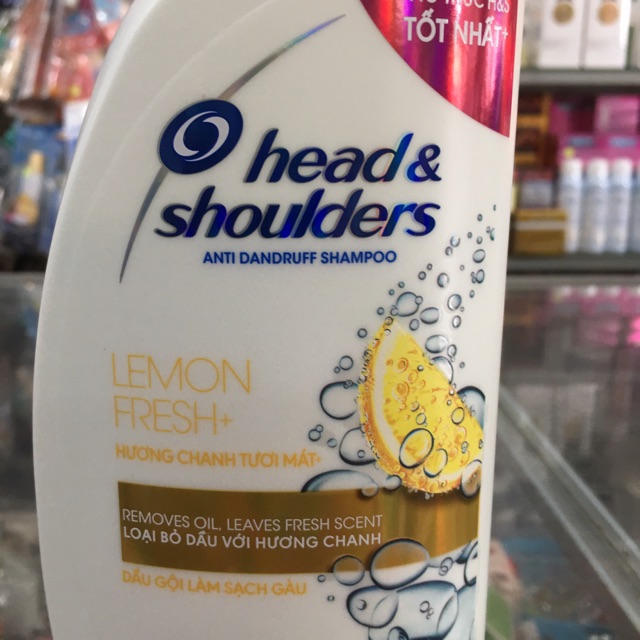 THỨC H&S
TỐT NHẤT+
head &
shoulders
ANTI DANDRUFF SHAMPOO
LEMON
FRESH+
HƯƠNG CHANH TƯƠI MÁT+
REMOVES OIL, LEAVES FRESH SCENT
LOẠI BỎ DẦU VỚI HƯƠNG CHANH
DẦU GỘI LÀM SẠCH GÀU